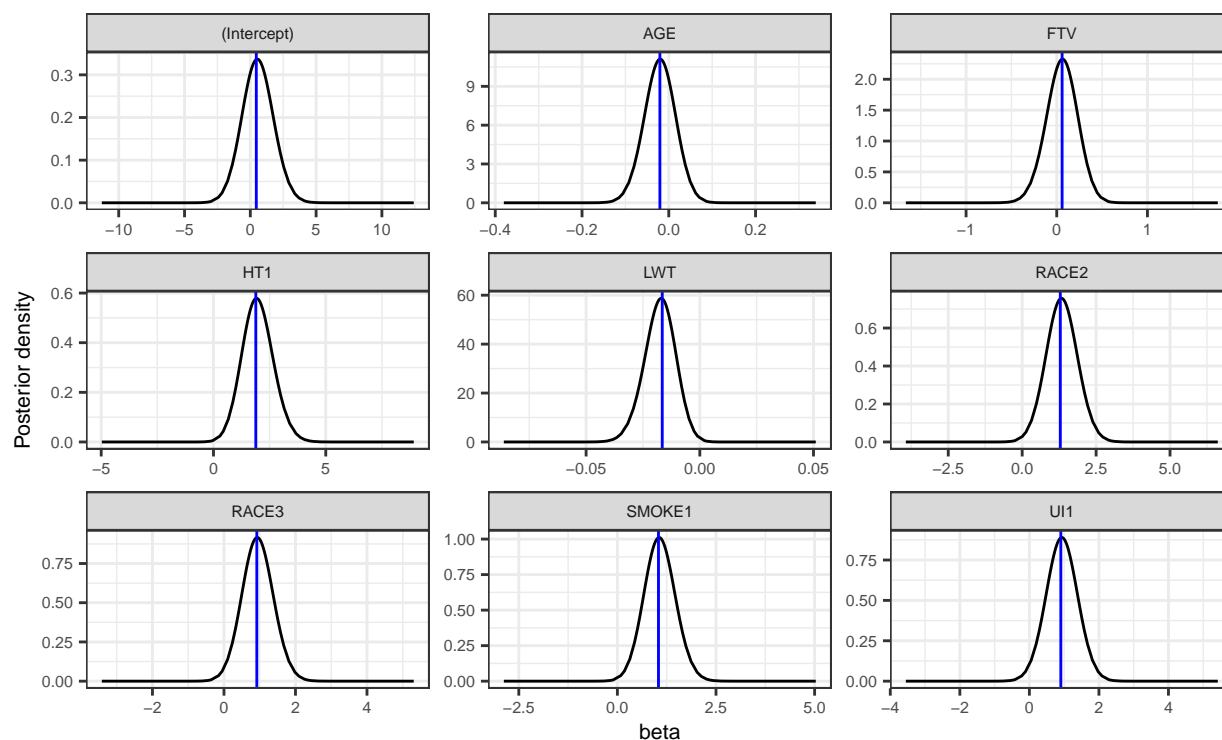 (Intercept) AGE FTV
0.3 9 2.0
0.2 6 1.5
1.0
0.1 3 0.5
0.0 0 0.0
−10 −5 0 5 10 −0.4 −0.2 0.0 0.2 −1 0 1
HT1 LWT RACE2
0.6 60
0.4 40 0.6
0.4
0.2 20 0.2
0.0 0 0.0
−5 0 5 −0.05 0.00 0.05 −2.5 0.0 2.5 5.0
RACE3 SMOKE1 UI1
1.00
0.75 0.75 0.75
0.50 0.50 0.50
0.25 0.25 0.25
0.00 0.00 0.00
−2 0 2 4 −2.5 0.0 2.5 5.0 −4 −2 0 2 4
Posterior density
beta